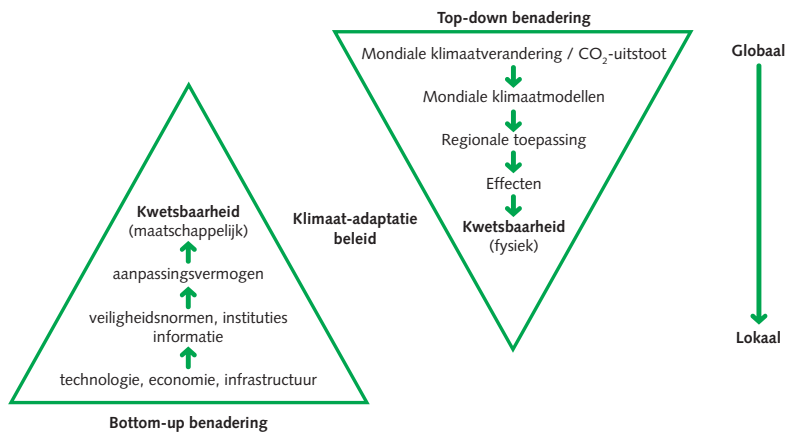 Top-down benadering
Mondiale klimaatverandering / CO₂-uitstoot
Mondiale klimaatmodellen
Regionale toepassing
Effecten
Kwetsbaarheid
(fysiek)
Globaal
Lokaal
Klimaat-adaptatie
beleid
Kwetsbaarheid
(maatschappelijk)
aanpassingsvermogen
veiligheidsnormen, instituties
informatie
technologie, economie, infrastructuur
Bottom-up benadering